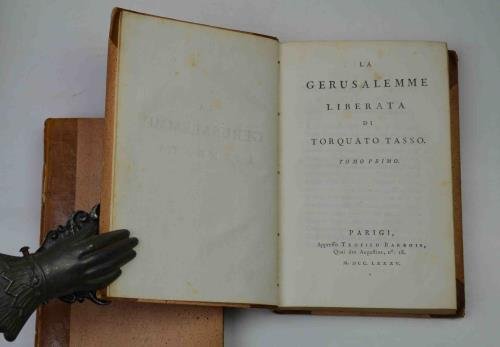 LA
GERUSALEMME
LIBERATA
DI
TORQUATO TASSO.
TOMO PRIMO.
PARIGI,
Appresso TEOFILO BARROIS,
Quai des Augustins, n°. 18.
M. DCC. LXXXV.